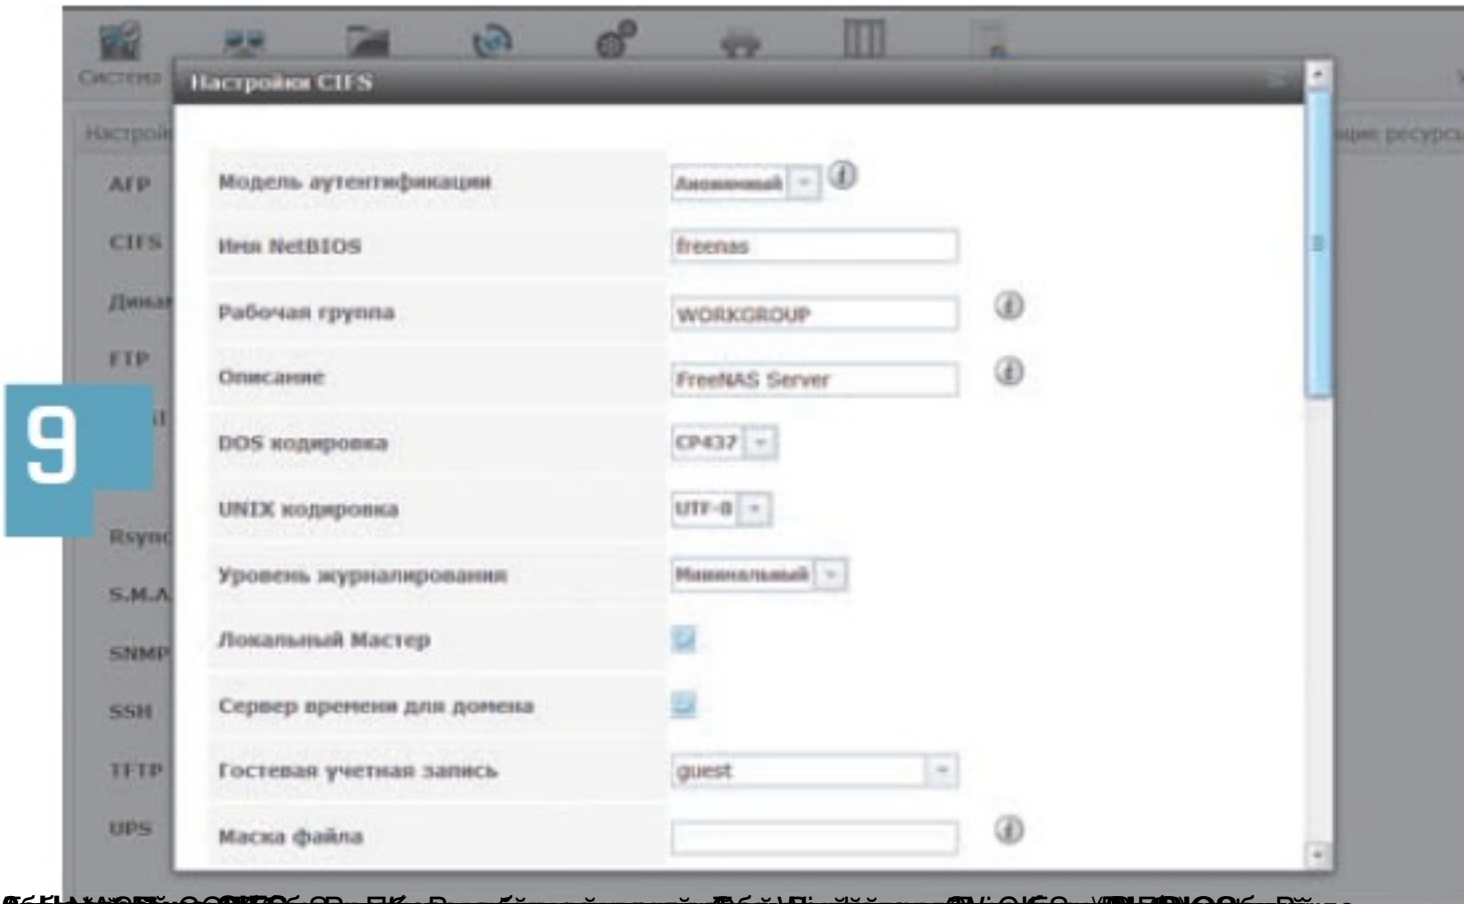 Система
Настройки CIFS
Модель аутентификации
Анонимный
Имя NetBIOS
freenas
Рабочая группа
WORKGROUP
Описание
FreeNAS Server
DOS кодировка
CP437
UNIX кодировка
UTF-8
Уровень журналирования
Минимальный
Локальный Мастер
Сервер времени для домена
Гостевая учетная запись
guest
Маска файла
AFP
CIFS
FTP
9
Rsync
SNMP
SSH
TFTP
UPS